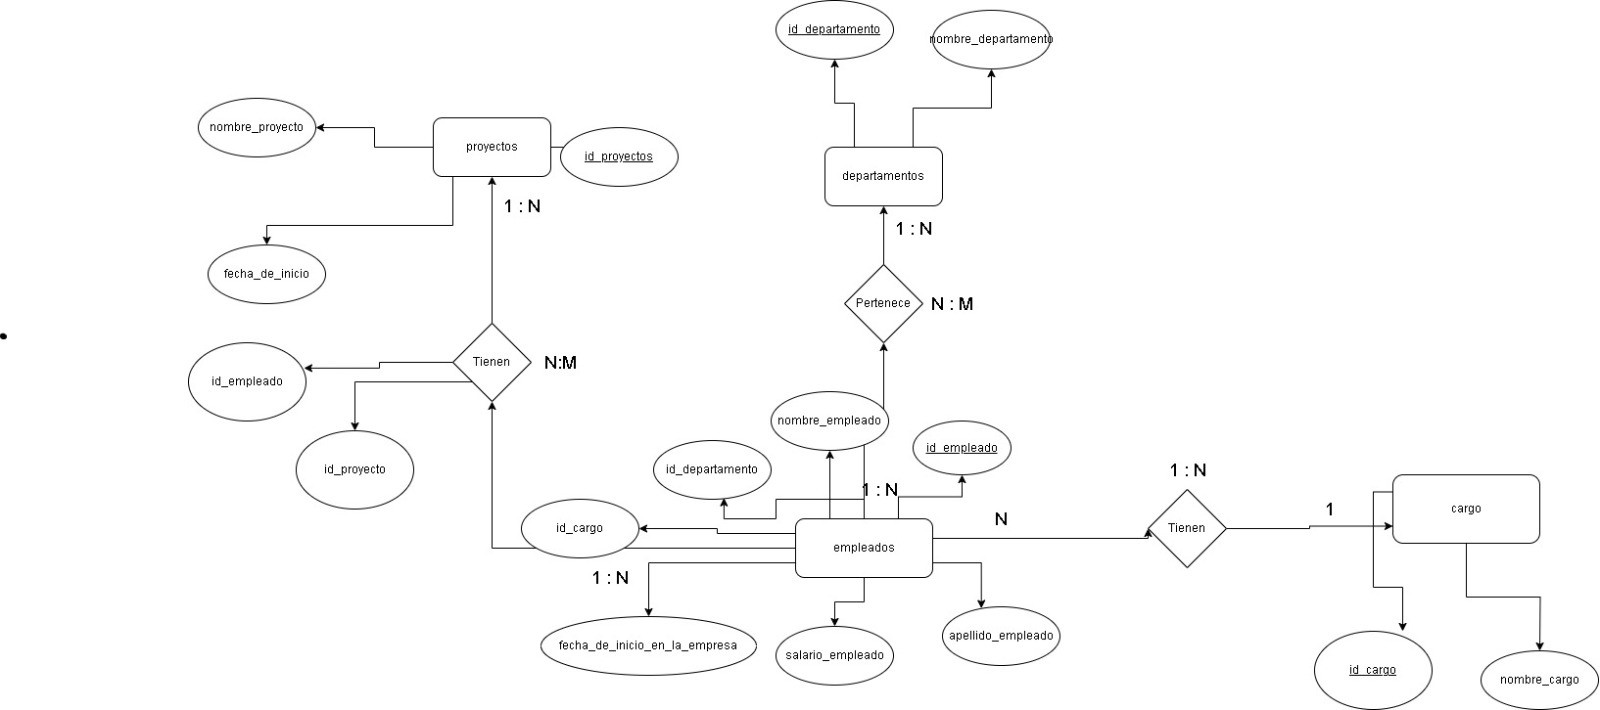 id_departamento
nombre_departamento
nombre_proyecto
proyectos
id_proyectos
departamentos
1 : N
1 : N
fecha_de_inicio
Pertenece
N : M
Tienen
N:M
id_empleado
nombre_empleado
id_empleado
id_proyecto
id_departamento
1 : N
1 : N
N
1
cargo
id_cargo
Tienen
empleados
1 : N
fecha_de_inicio_en_la_empresa
salario_empleado
apellido_empleado
id_cargo
nombre_cargo